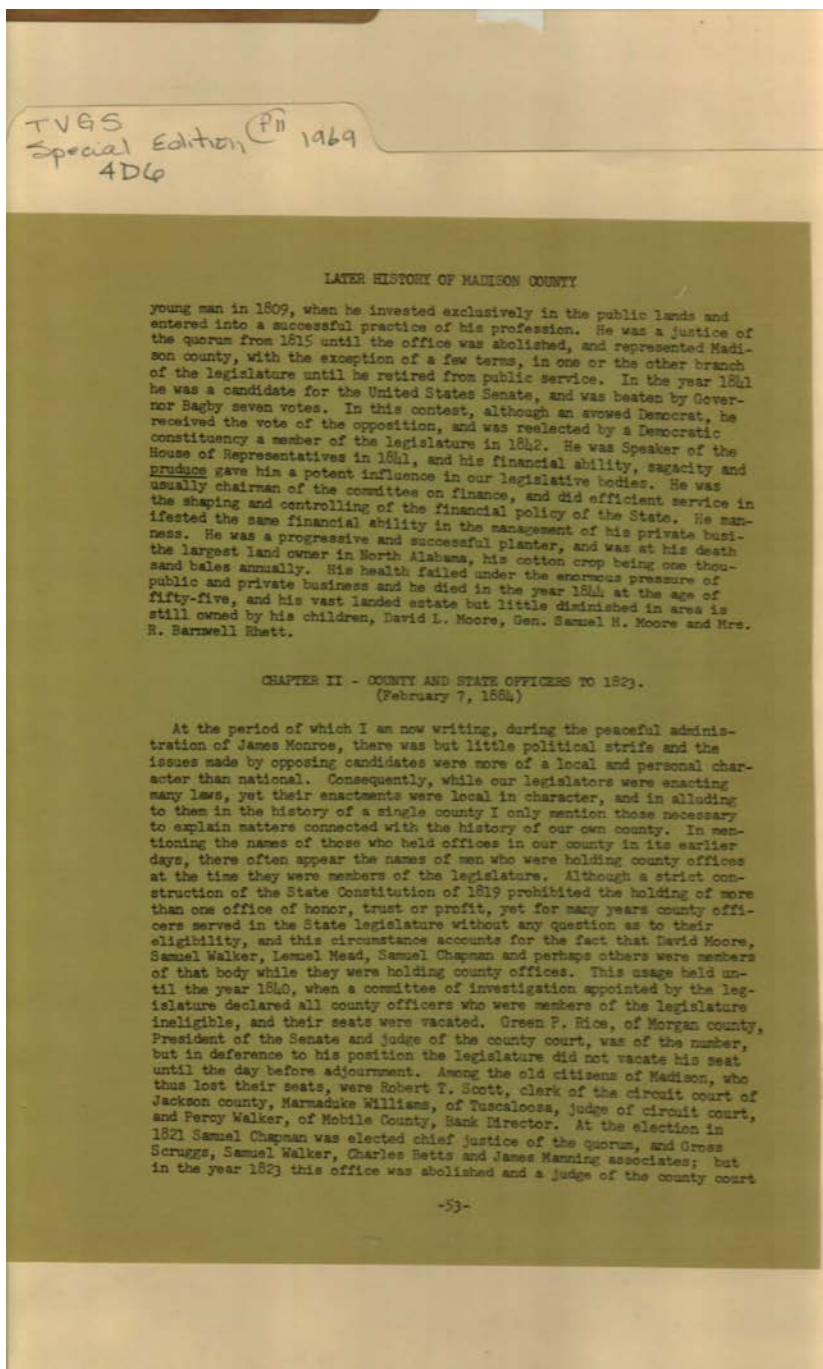 TVGS
Special Edition PII 1969
4D6
LATER HISTORY OF MADISON COUNTY
young man in 1809, when he invested exclusively in the public lands and
entered into a successful practice of his profession. He was a justice of
the quorum from 1815 until the office was abolished, and represented Madi-
son county, with the exception of a few terms, in one or the other branch
of the legislature until he retired from public service. In the year 1841
he was a candidate for the United States Senate, and was beaten by Gover-
nor Bagby seven votes. In this contest, although an avowed Democrat, he
received the vote of the opposition, and was reelected by a Democratic
constituency a member of the legislature in 1842. He was Speaker of the
House of Representatives in 1841, and his financial ability, sagacity and
pruduce gave him a potent influence in our legislative bodies. He was
usually chairman of the committee on finance, and did efficient service in
the shaping and controlling of the financial policy of the State. He man-
ifested the same financial ability in the management of his private busi-
ness. He was a progressive and successful planter, and was at his death
the largest land owner in North Alabama, his cotton crop being one thou-
sand bales annually. His health failed under the enormous pressure of
public and private business and he died in the year 1844 at the age of
fifty-five, and his vast landed estate but little diminished in area is
still owned by his children, David L. Moore, Gen. Samuel H. Moore and Mrs.
R. Barnwell Rhett.
CHAPTER II - COUNTY AND STATE OFFICERS TO 1823.
(February 7, 1884)
At the period of which I am now writing, during the peaceful adminis-
tration of James Monroe, there was but little political strife and the
issues made by opposing candidates were more of a local and personal char-
acter than national. Consequently, while our legislators were enacting
many laws, yet their enactments were local in character, and in alluding
to them in the history of a single county I only mention those necessary
to explain matters connected with the history of our own county. In men-
tioning the names of those who held offices in our county in its earlier
days, there often appear the names of men who were holding county offices
at the time they were members of the legislature. Although a strict con-
struction of the State Constitution of 1819 prohibited the holding of more
than one office of honor, trust or profit, yet for many years county offi-
cers served in the State legislature without any question as to their
eligibility, and this circumstance accounts for the fact that David Moore,
Samuel Walker, Lemuel Mead, Samuel Chapman and perhaps others were members
of that body while they were holding county offices. This usage held un-
til the year 1840, when a committee of investigation appointed by the leg-
islature declared all county officers who were members of the legislature
ineligible, and their seats were vacated. Green P. Rice, of Morgan county,
President of the Senate and judge of the county court, was of the number,
but in deference to his position the legislature did not vacate his seat
until the day before adjournment. Among the old citizens of Madison, who
thus lost their seats, were Robert T. Scott, clerk of the circuit court of
Jackson county, Marmaduke Williams, of Tuscaloosa, judge of circuit court,
and Percy Walker, of Mobile County, Bank Director. At the election in
1821 Samuel Chapman was elected chief justice of the quorum, and Gross
Scruggs, Samuel Walker, Charles Betts and James Manning associates; but
in the year 1823 this office was abolished and a judge of the county court
-53-